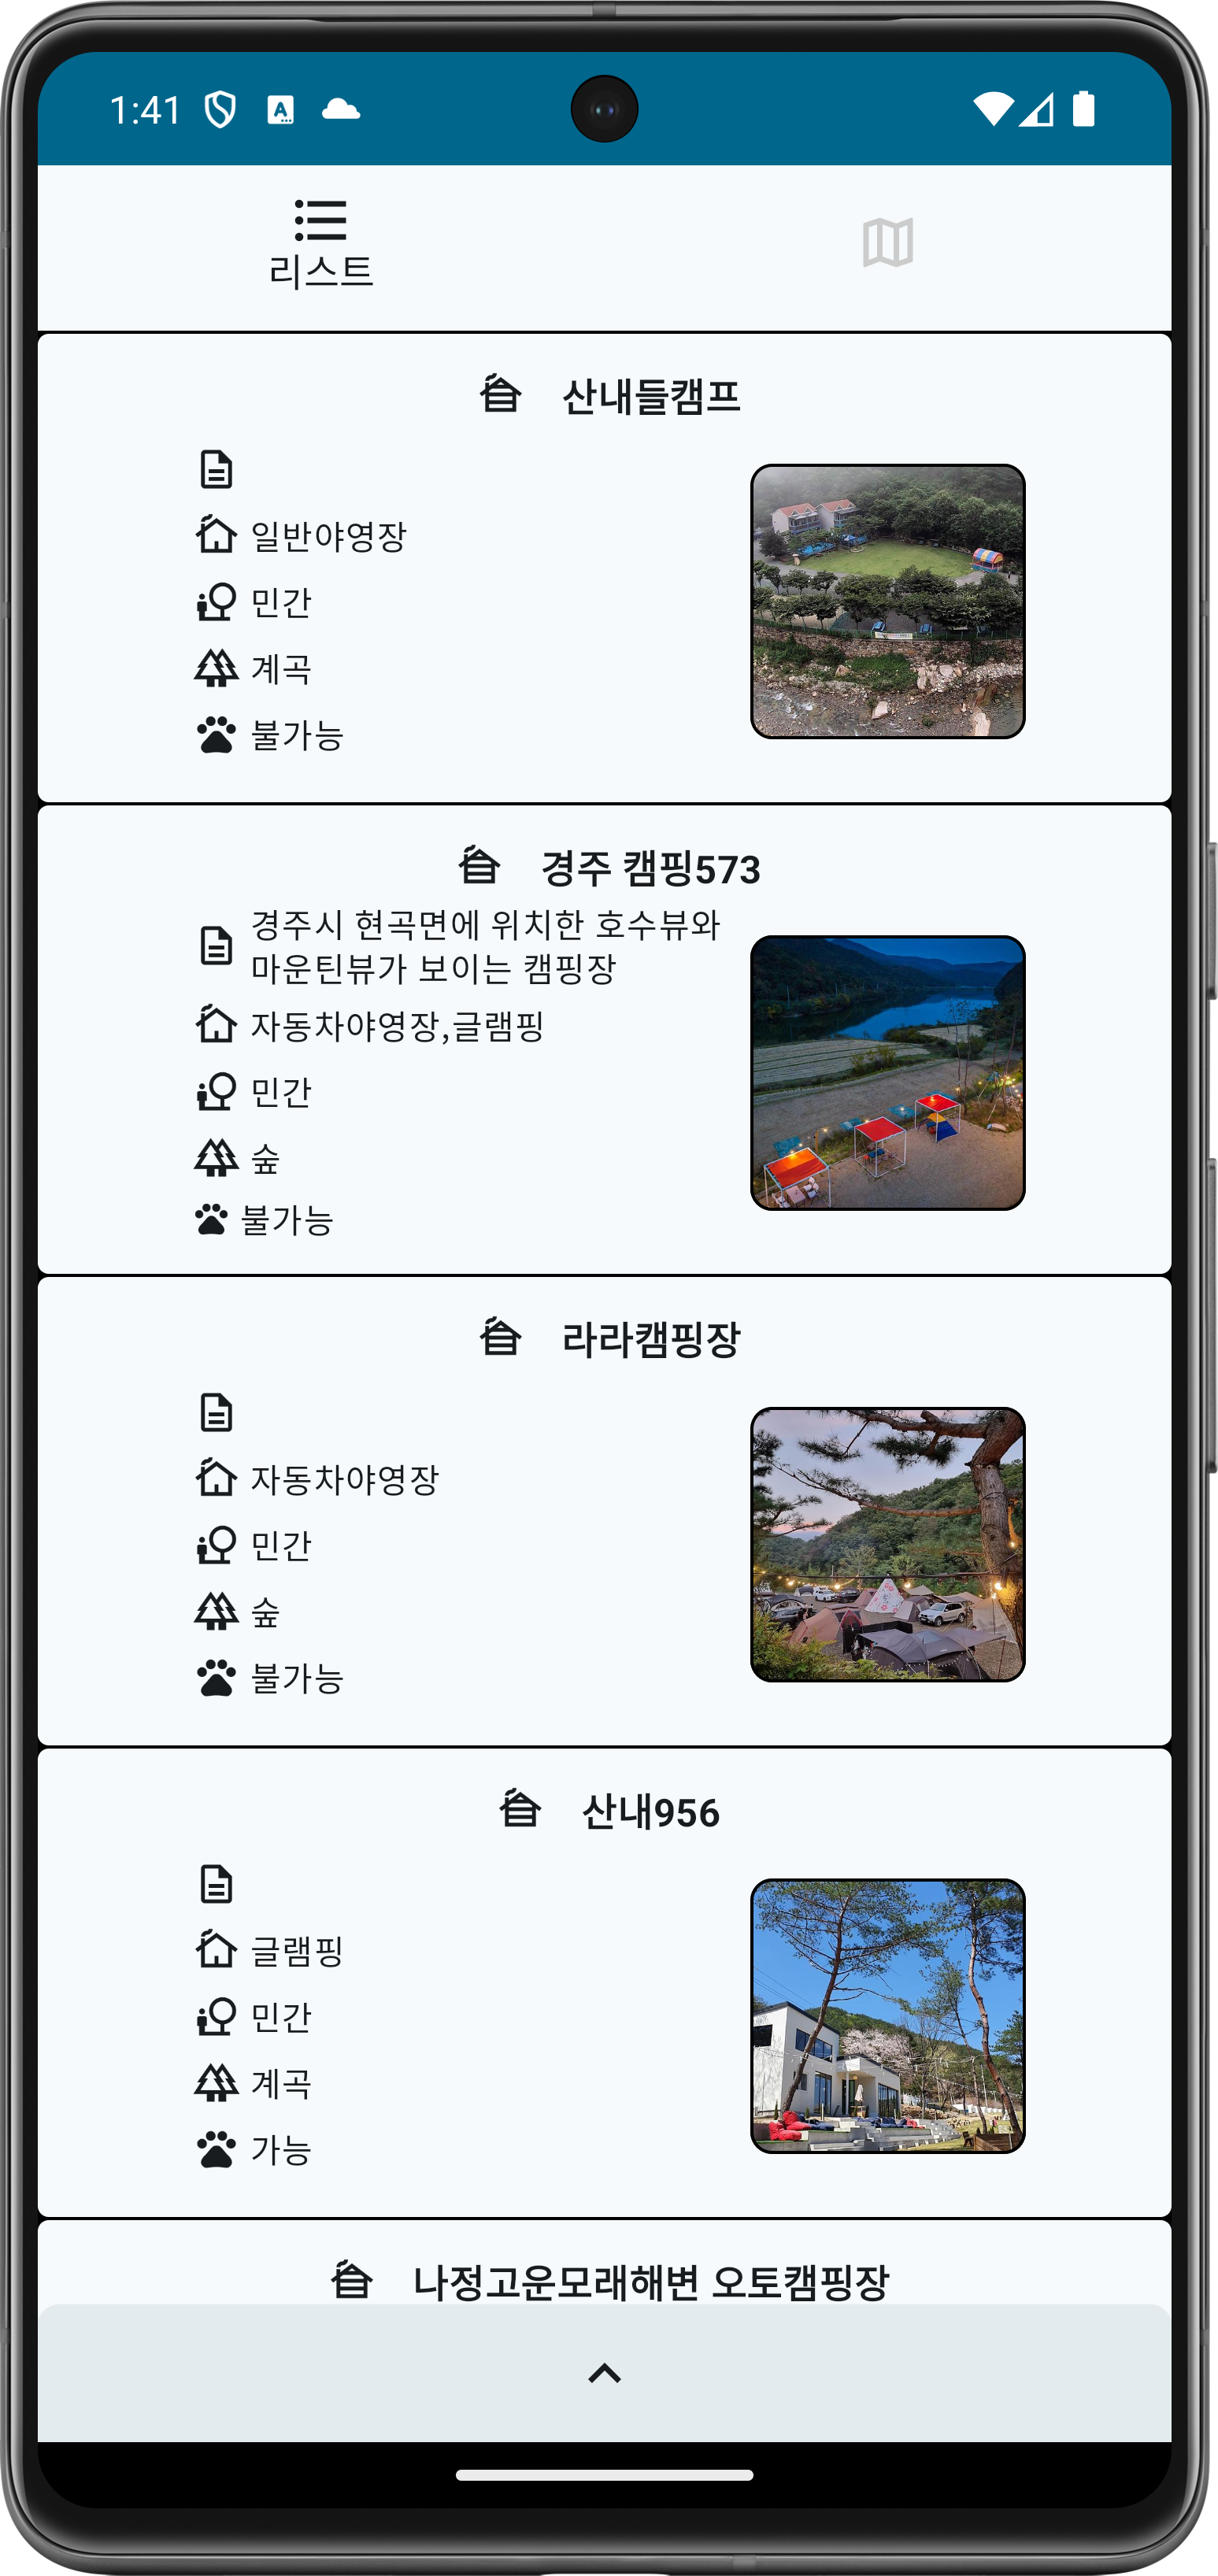 1:41
리스트
산내들캠프
일반야영장
민간
계곡
불가능
경주 캠핑573
경주시 현곡면에 위치한 호수뷰와
마운틴뷰가 보이는 캠핑장
자동차야영장,글램핑
민간
숲
불가능
라라캠핑장
자동차야영장
민간
숲
불가능
산내956
글램핑
민간
계곡
가능
나정고운모래해변 오토캠핑장